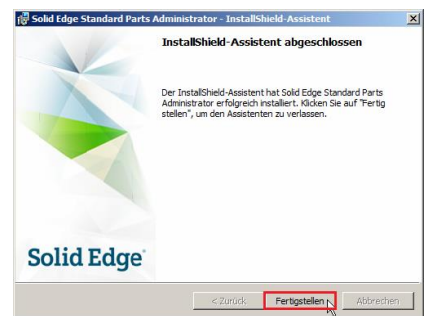 Solid Edge Standard Parts Administrator - InstallShield-Assistent
InstallShield-Assistent abgeschlossen
Der InstallShield-Assistent hat Solid Edge Standard Parts
Administrator erfolgreich installiert. Klicken Sie auf "Fertig
stellen", um den Assistenten zu verlassen.
Solid Edge
< Zurück
Fertigstellen
Abbrechen